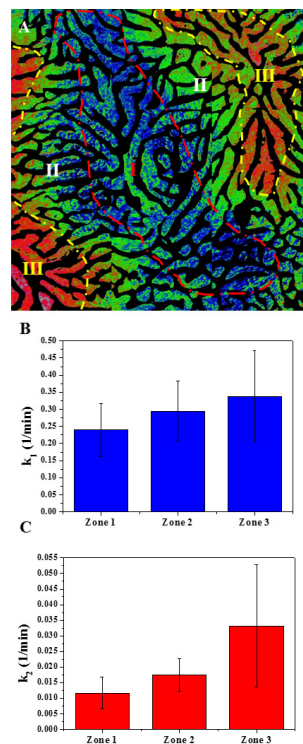 A
II
III
I
II
III
B
0.50
0.45
0.40
0.35
0.30
0.25
0.20
0.15
0.10
0.05
0.00
k1 (1/min)
Zone 1 Zone 2 Zone 3
C
0.055
0.050
0.045
0.040
0.035
0.030
0.025
0.020
0.015
0.010
0.005
0.000
k2 (1/min)
Zone 1 Zone 2 Zone 3